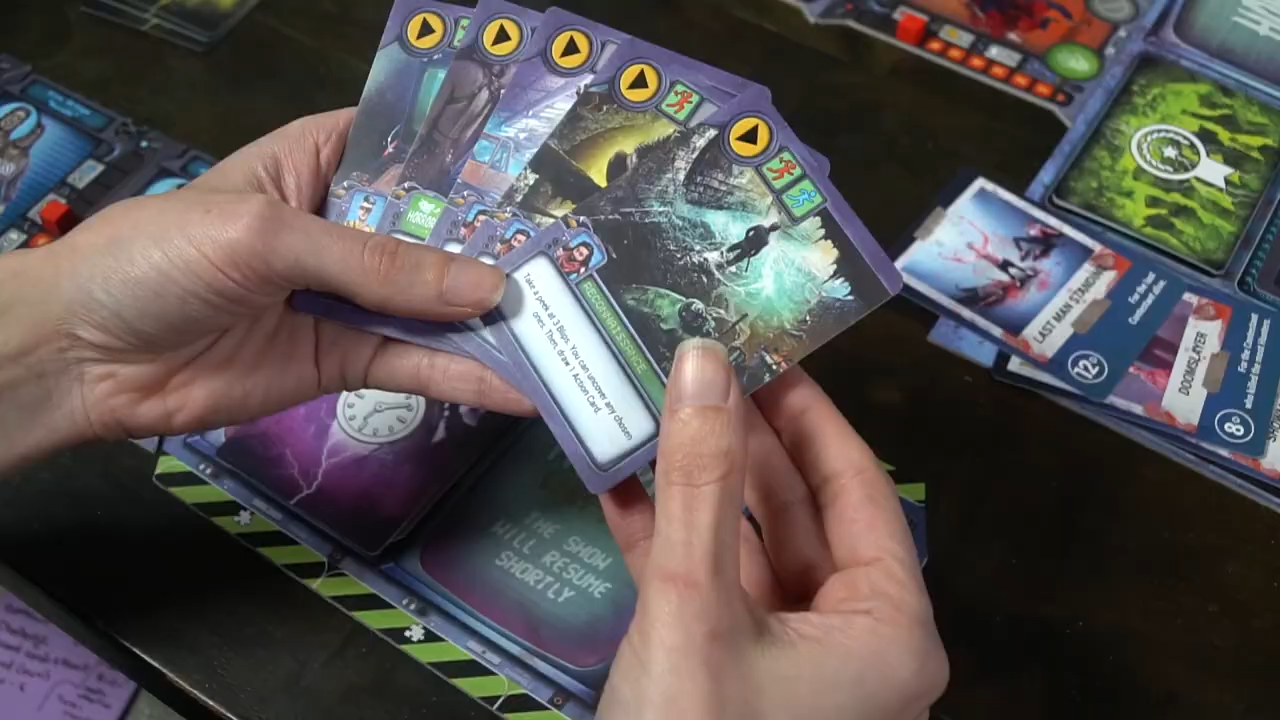 HORROR
RECONNAISSANCE
Take a peek at 3 Blips. You can uncover any chosen
ones. Then, draw 1 Action Card.
THE SHOW
WILL RESUME
SHORTLY
LAST MAN STANDING
For the last
Contestant alive.
12
DOOMSLAYER
For the Contestant
who killed the most Monsters.
8